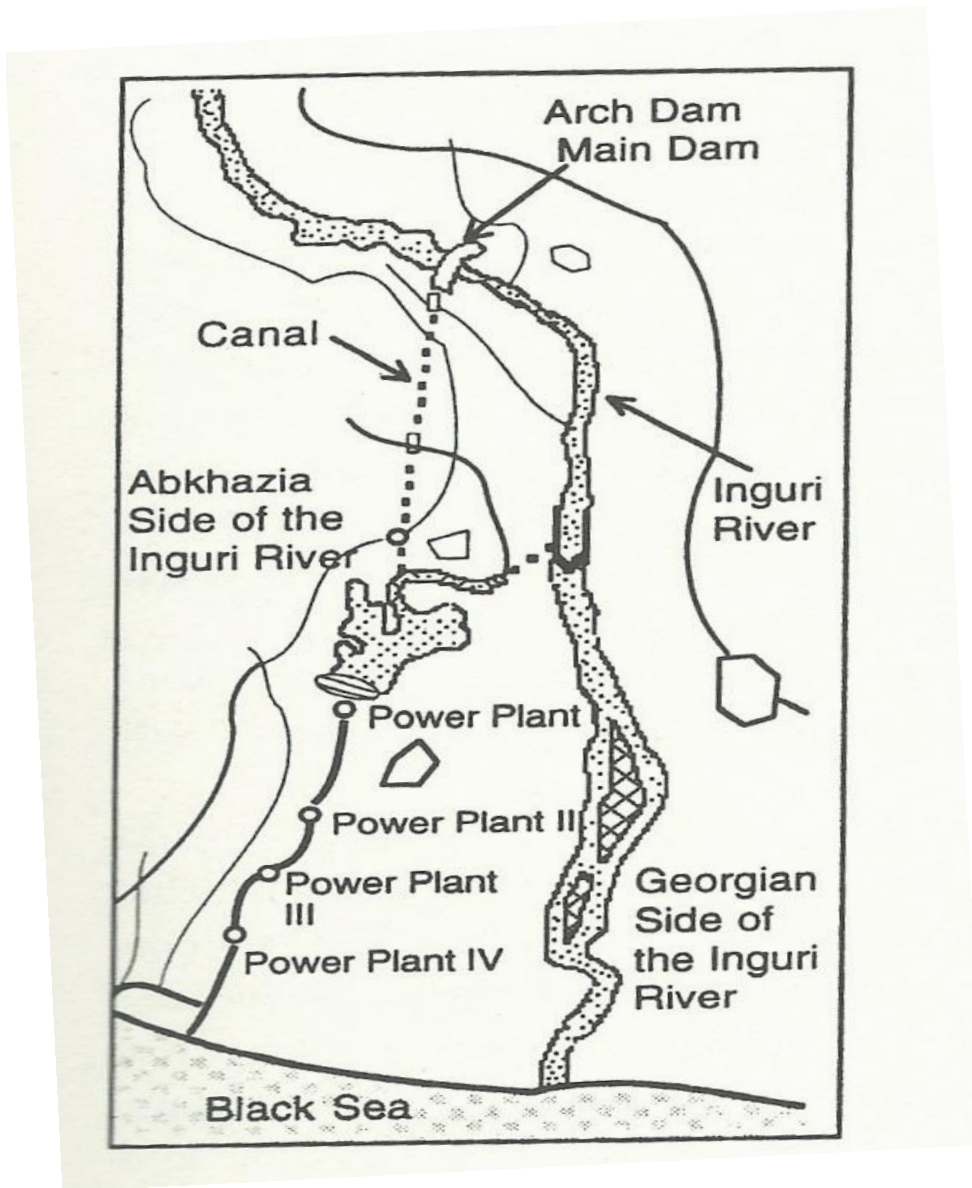 Arch Dam
Main Dam
Canal
Abkhazia
Side of the
Inguri River
Inguri
River
Power Plant
Power Plant II
Power Plant
III
Power Plant IV
Georgian
Side of
the Inguri
River
Black Sea